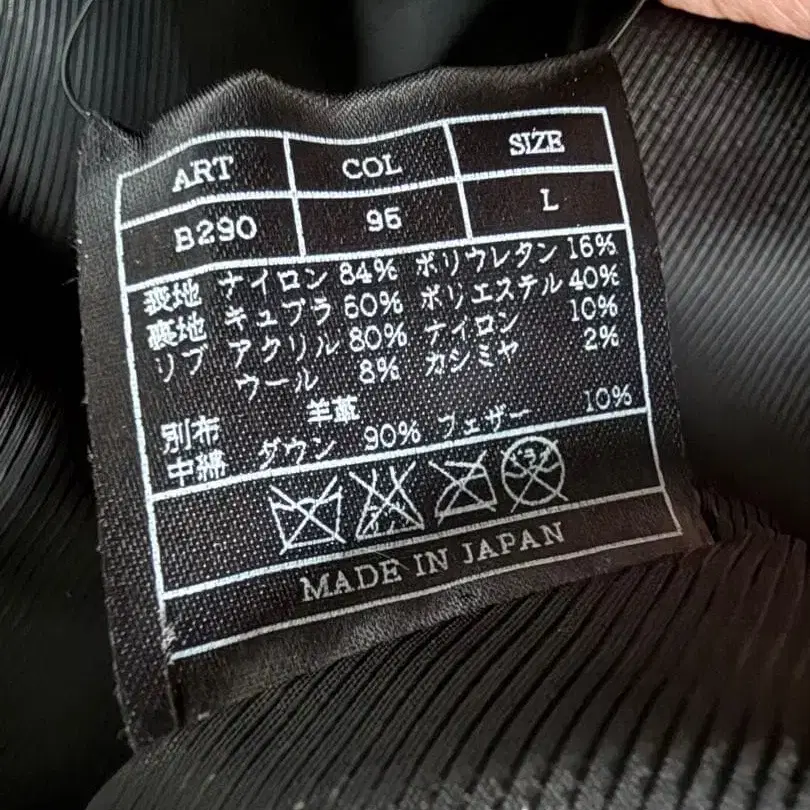 ART COL SIZE
B290 96 L
表地 ナイロン 84% ポリウレタン 16%
裏地 キュプラ 60% ポリエステル 40%
リブ アクリル 80% ナイロン 10%
ウール 8% カシミヤ 2%
別布 羊革
中綿 ダウン 90% フェザー 10%
MADE IN JAPAN